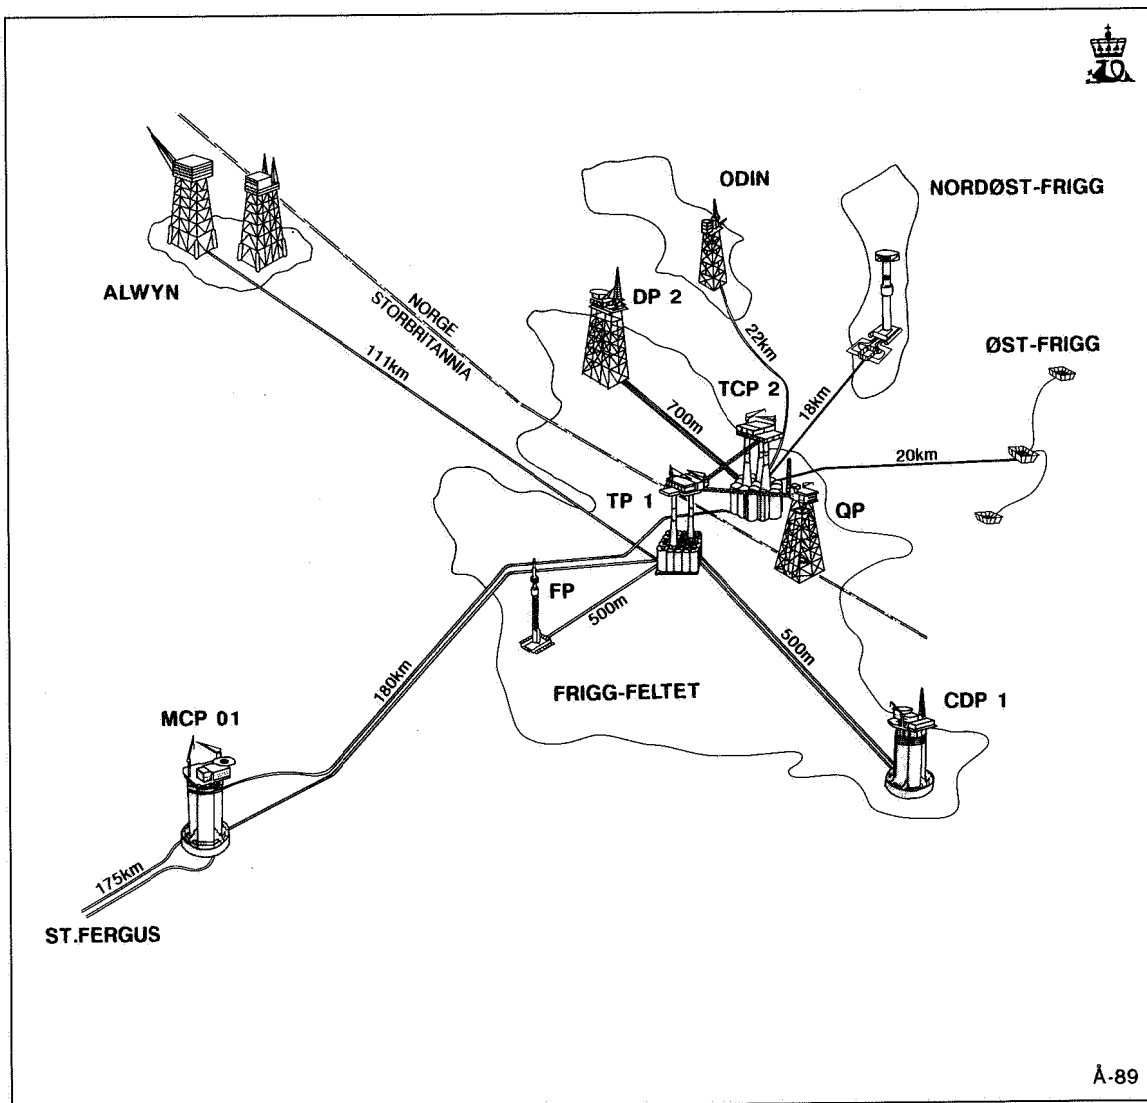 ODIN
NORDØST-FRIGG
ALWYN
NORGE
STORBRITANNIA
DP 2
111km
22km
ØST-FRIGG
TCP 2
18km
700m
20km
TP 1
QP
FP
500m
500m
180km
FRIGG-FELTET
CDP 1
MCP 01
175km
ST.FERGUS
Å-89